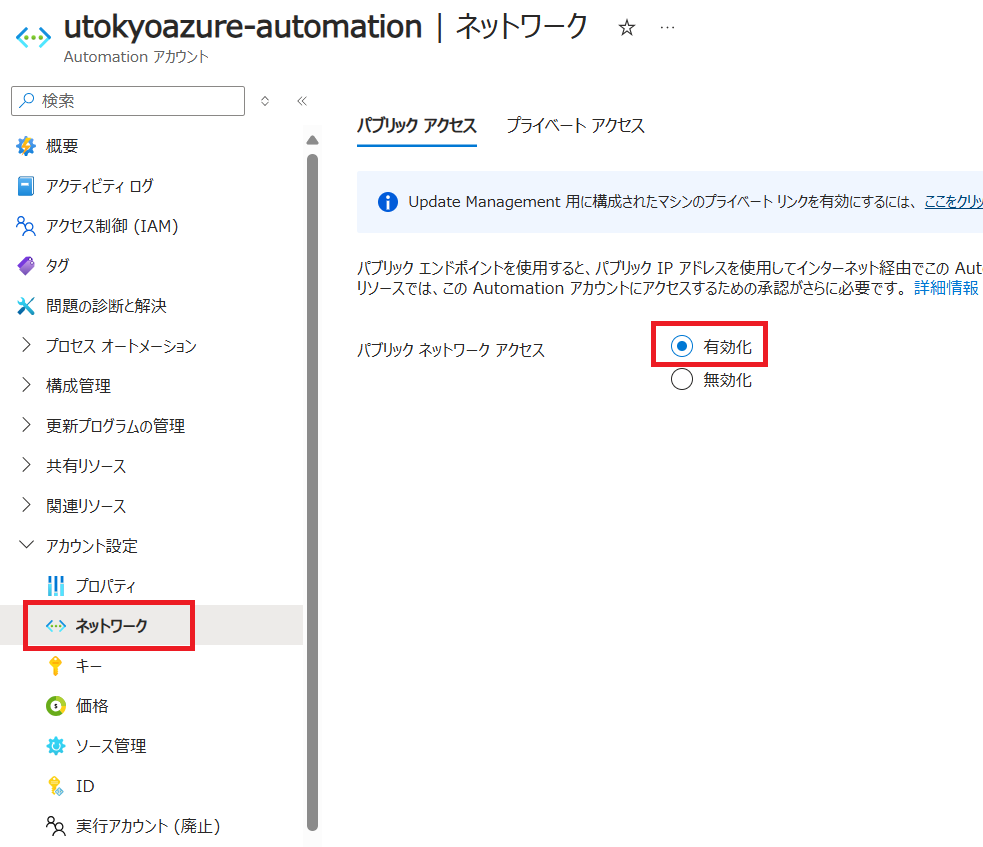 utokyoazure-automation | ネットワーク ☆ …
Automation アカウント
検索
概要
アクティビティ ログ
アクセス制御 (IAM)
タグ
問題の診断と解決
プロセス オートメーション
構成管理
更新プログラムの管理
共有リソース
関連リソース
アカウント設定
プロパティ
ネットワーク
キー
価格
ソース管理
ID
実行アカウント (廃止)
パブリック アクセス プライベート アクセス
Update Management 用に構成されたマシンのプライベート リンクを有効にするには、ここをクリッ
パブリック エンドポイントを使用すると、パブリック IP アドレスを使用してインターネット経由でこの Aut
リソースでは、この Automation アカウントにアクセスするための承認がさらに必要です。 詳細情報
パブリック ネットワーク アクセス
有効化
無効化